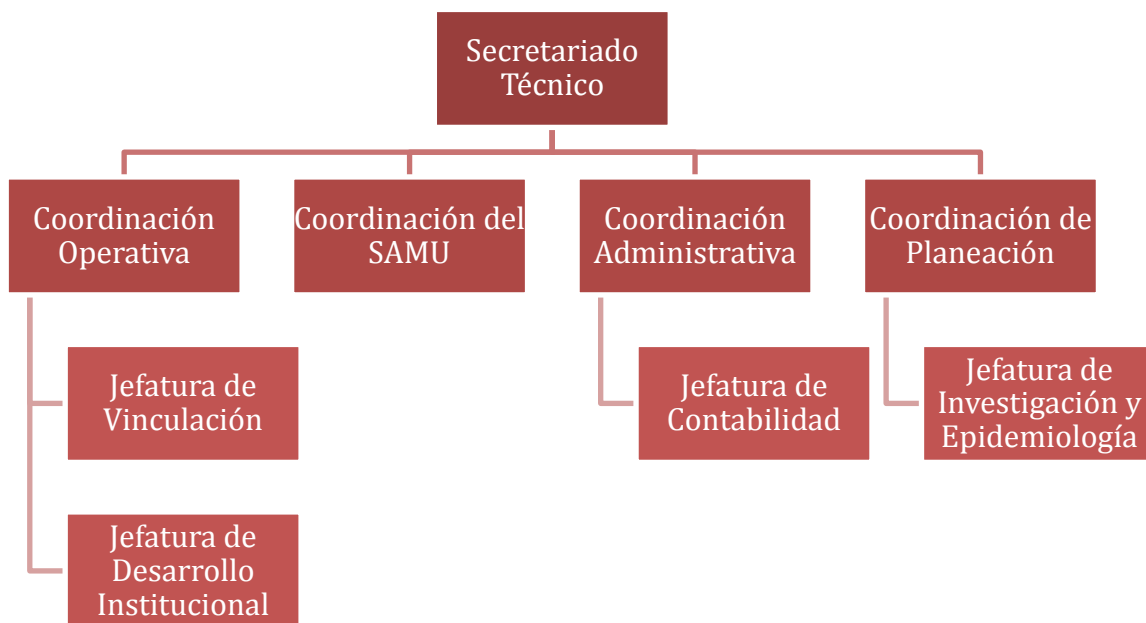 Secretariado
Técnico
Coordinación
Operativa
Coordinación del
SAMU
Coordinación
Administrativa
Coordinación de
Planeación
Jefatura de
Vinculación
Jefatura de
Contabilidad
Jefatura de
Investigación y
Epidemiología
Jefatura de
Desarrollo
Institucional